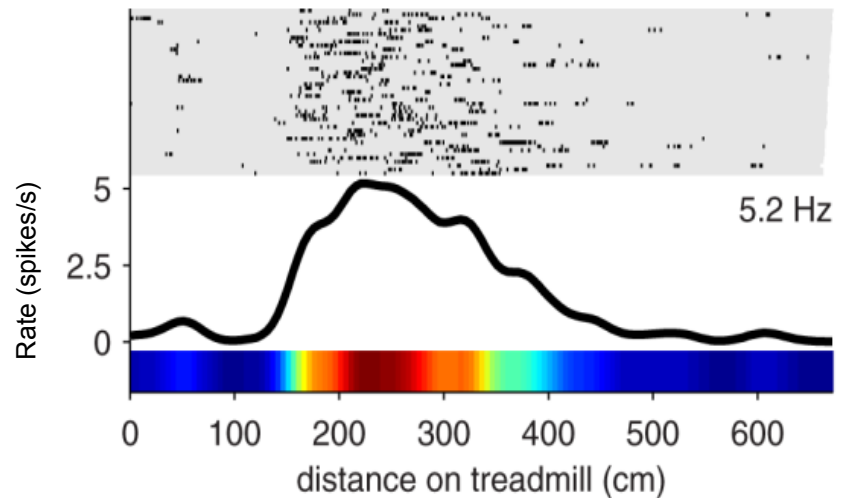 Rate (spikes/s)
5
2.5
0
5.2 Hz
0 100 200 300 400 500 600
distance on treadmill (cm)